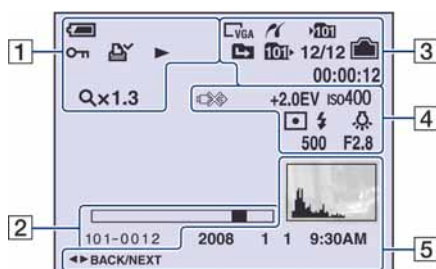 1
VGA
101
3
101 12/12
00:00:12
×1.3
+2.0EV ISO400
4
500 F2.8
2
101-0012 2008 1 1 9:30AM
5
BACK/NEXT